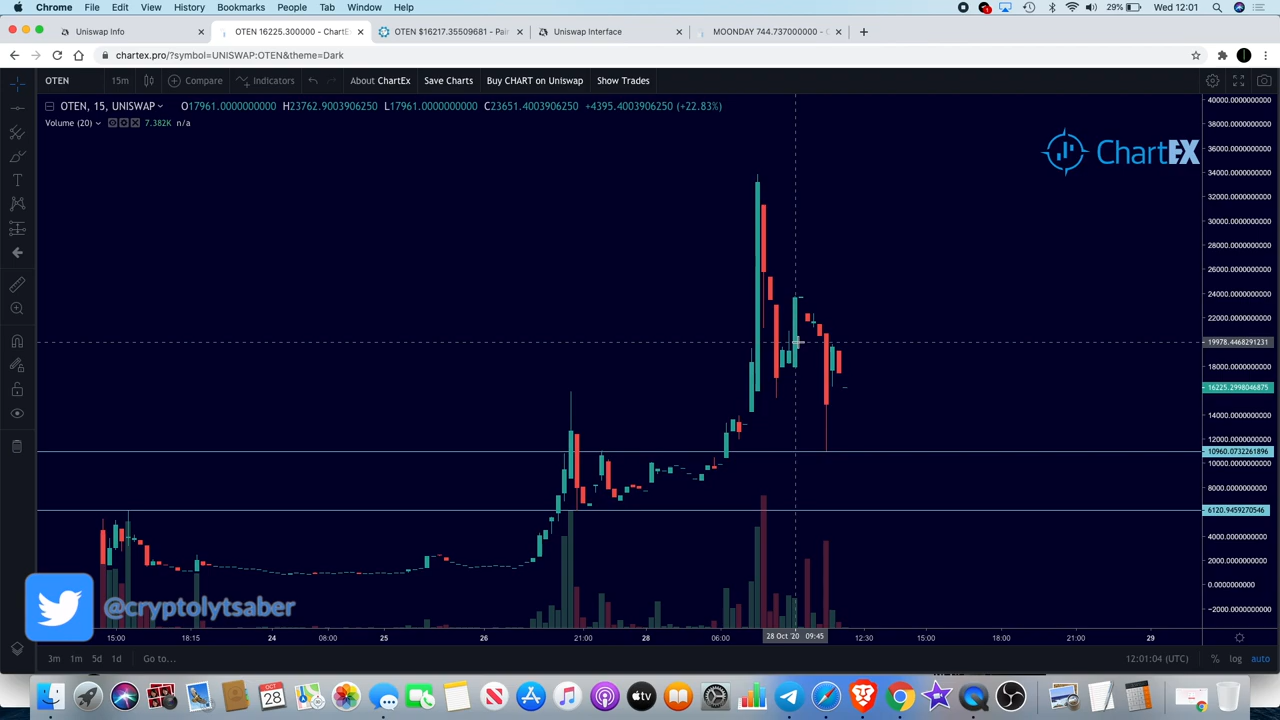 Chrome File Edit View History Bookmarks People Tab Window Help 29% Wed 12:01
Uniswap Info OTEN 16225.300000 - ChartE OTEN $16217.35509681 - Pair Uniswap Interface MOONDAY 744.737000000 - C
chartex.pro/?symbol=UNISWAP:OTEN&theme=Dark
OTEN 15m Compare Indicators About ChartEx Save Charts Buy CHART on Uniswap Show Trades
OTEN, 15, UNISWAP O17961.0000000000 H23762.9003906250 L17961.0000000000 C23651.4003906250 +4395.4003906250 (+22.83%)
Volume (20) 7.382K n/a
ChartEX
40000.0000000000
38000.0000000000
36000.0000000000
34000.0000000000
32000.0000000000
30000.0000000000
28000.0000000000
26000.0000000000
24000.0000000000
22000.0000000000
19978.4468291231
18000.0000000000
16225.2998046875
14000.0000000000
12000.0000000000
10960.0732261896
10000.0000000000
8000.0000000000
6120.9459270546
4000.0000000000
2000.0000000000
0.0000000000
−2000.0000000000
@cryptolytsaber
15:00 18:15 24 08:00 25 26 21:00 28 06:00 28 Oct '20 09:45 12:30 15:00 18:00 21:00 29
3m 1m 5d 1d Go to... 12:01:04 (UTC) % log auto
OCT
28
tv